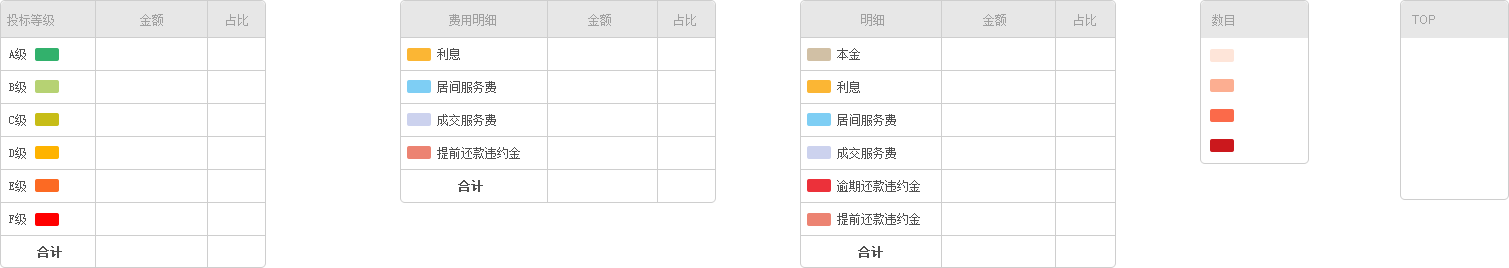 投标等级 金额 占比
A级
B级
C级
D级
E级
F级
合计
费用明细 金额 占比
利息
居间服务费
成交服务费
提前还款违约金
合计
明细 金额 占比
本金
利息
居间服务费
成交服务费
逾期还款违约金
提前还款违约金
合计
数目
TOP